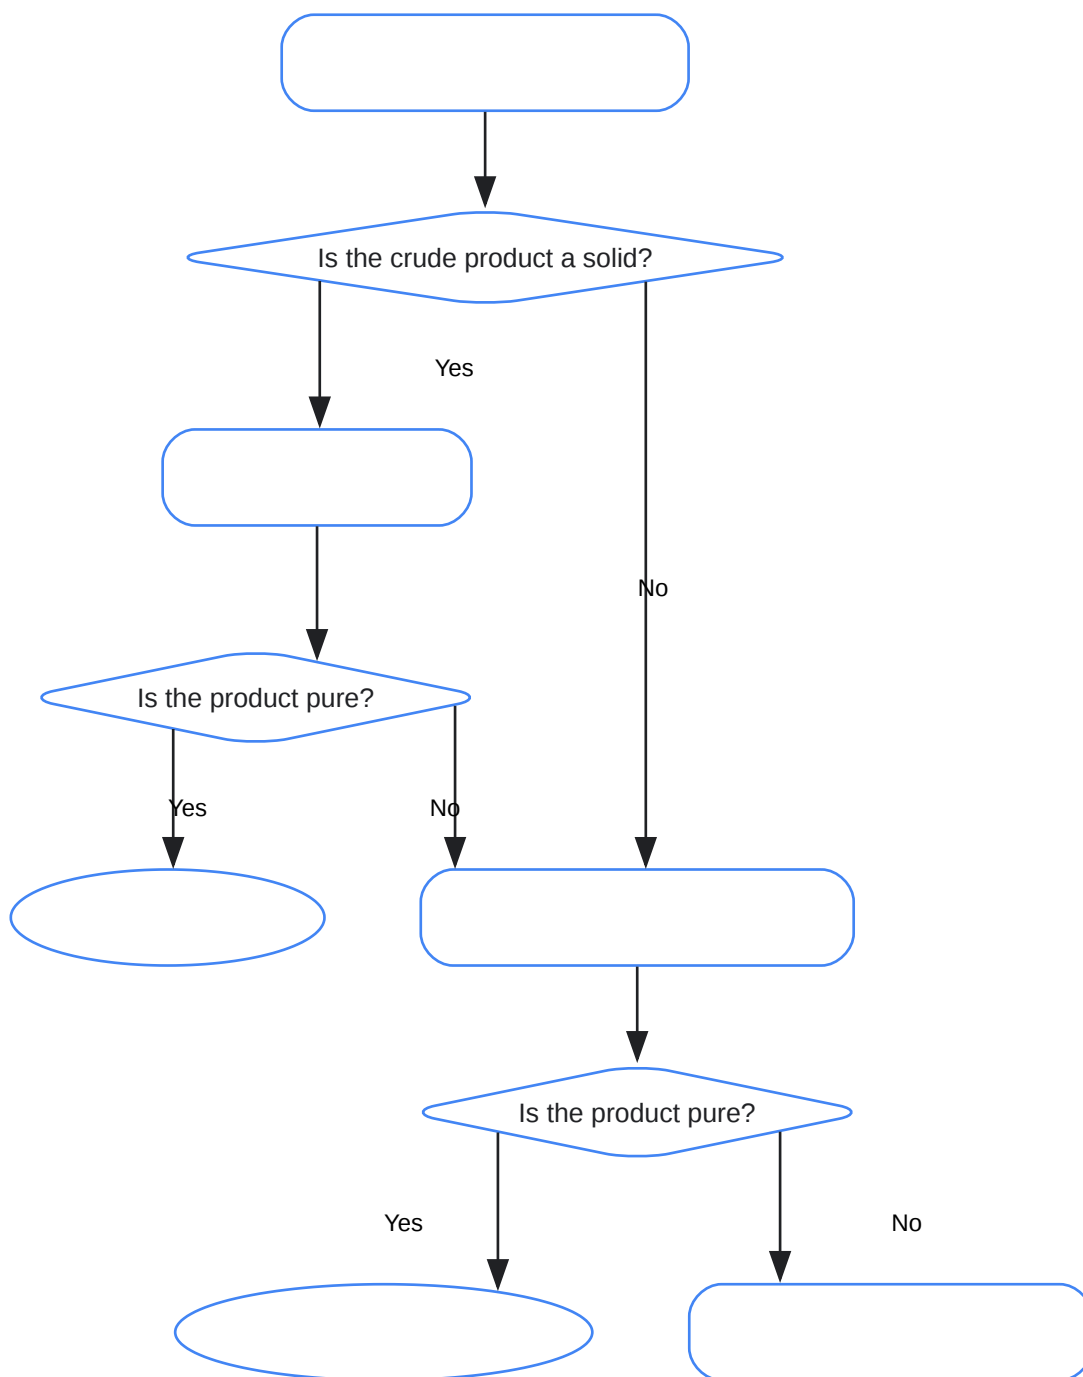 Is the crude product a solid?
Yes
No
Is the product pure?
Yes
No
Is the product pure?
Yes
No